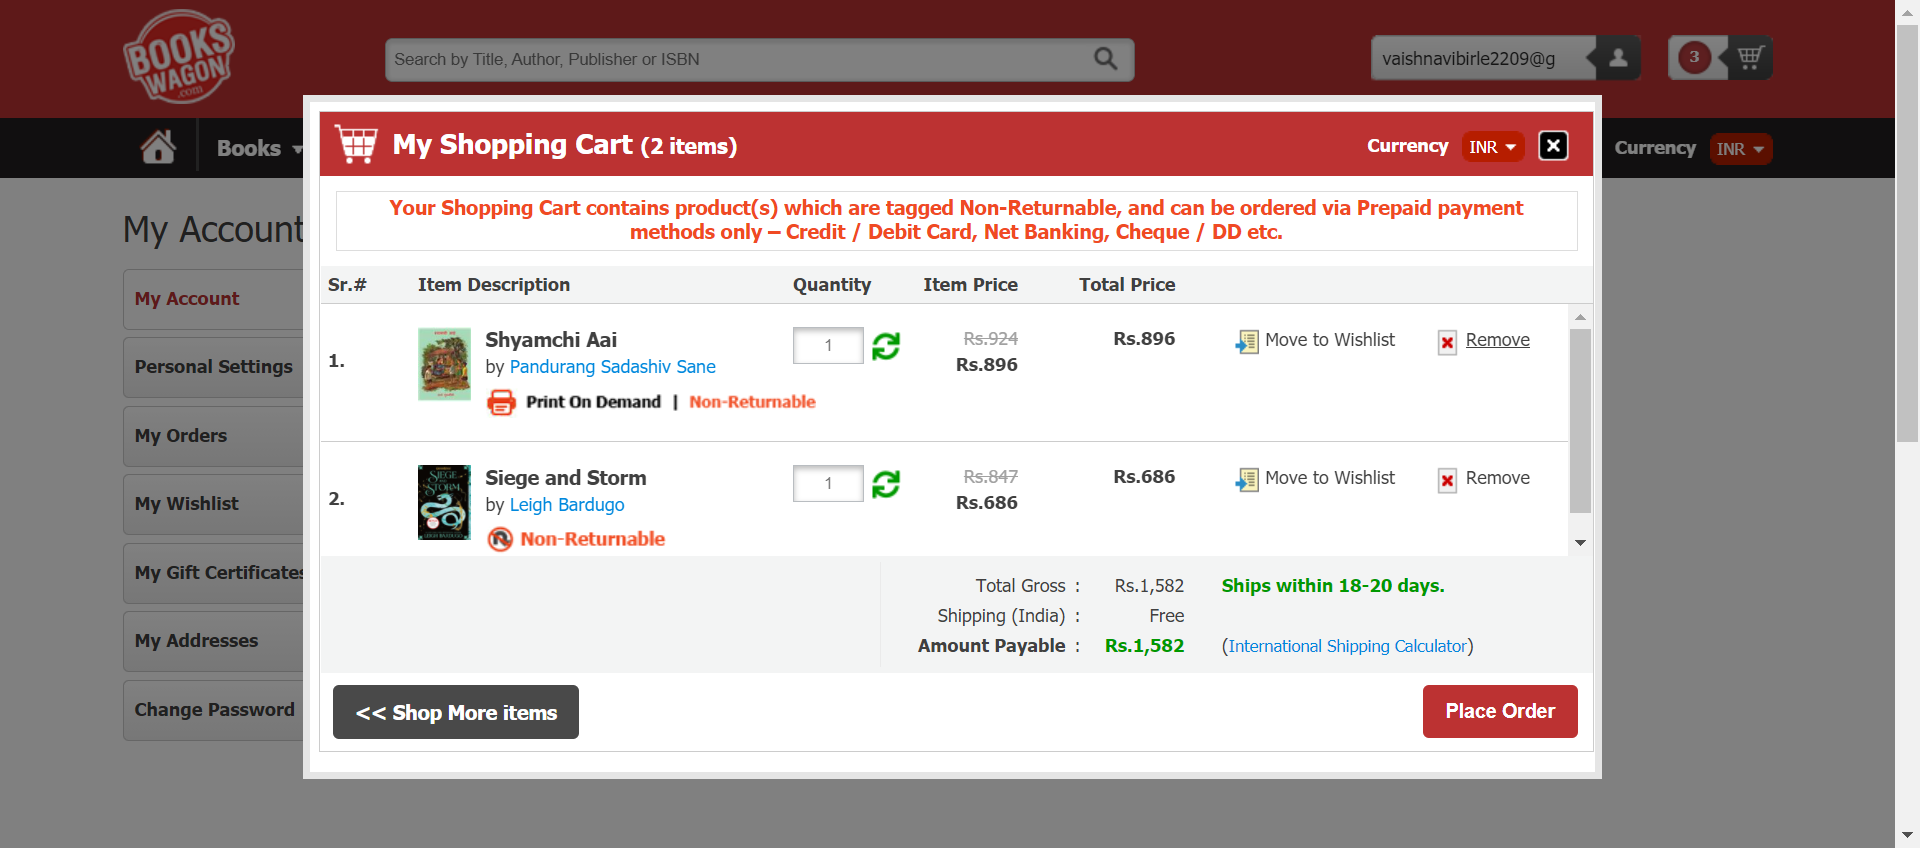 BOOKS
WAGON
.com
Search by Title, Author, Publisher or ISBN
vaishnavibirle2209@g
3
Books
Currency INR
My Shopping Cart (2 items)
Currency INR
Your Shopping Cart contains product(s) which are tagged Non-Returnable, and can be ordered via Prepaid payment
methods only – Credit / Debit Card, Net Banking, Cheque / DD etc.
Sr.# Item Description Quantity Item Price Total Price
1. Shyamchi Aai 1 Rs.924 Rs.896 Move to Wishlist Remove
by Pandurang Sadashiv Sane Rs.896
Print On Demand | Non-Returnable
2. Siege and Storm 1 Rs.847 Rs.686 Move to Wishlist Remove
by Leigh Bardugo Rs.686
Non-Returnable
SIEGE
AND
STORM
LEIGH BARDUGO
Total Gross : Rs.1,582 Ships within 18-20 days.
Shipping (India) : Free
Amount Payable : Rs.1,582 (International Shipping Calculator)
<< Shop More items
Place Order
My Account
My Account
Personal Settings
My Orders
My Wishlist
My Gift Certificates
My Addresses
Change Password